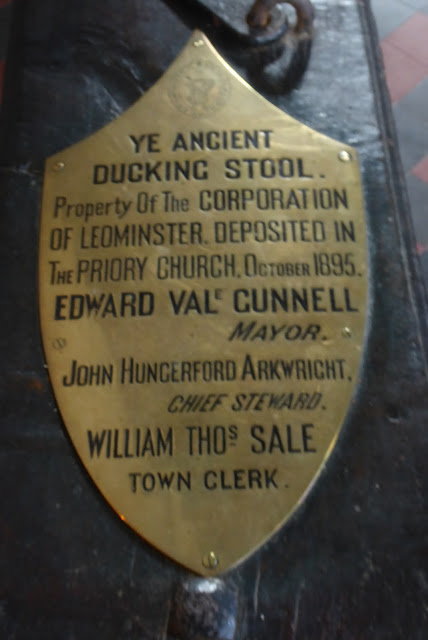 YE ANCIENT
DUCKING STOOL.
Property Of The CORPORATION
OF LEOMINSTER. DEPOSITED IN
THE PRIORY CHURCH, OCTOBER 1895.
EDWARD VALE GUNNELL
MAYOR.
JOHN HUNGERFORD ARKWRIGHT,
CHIEF STEWARD.
WILLIAM THOS SALE
TOWN CLERK.